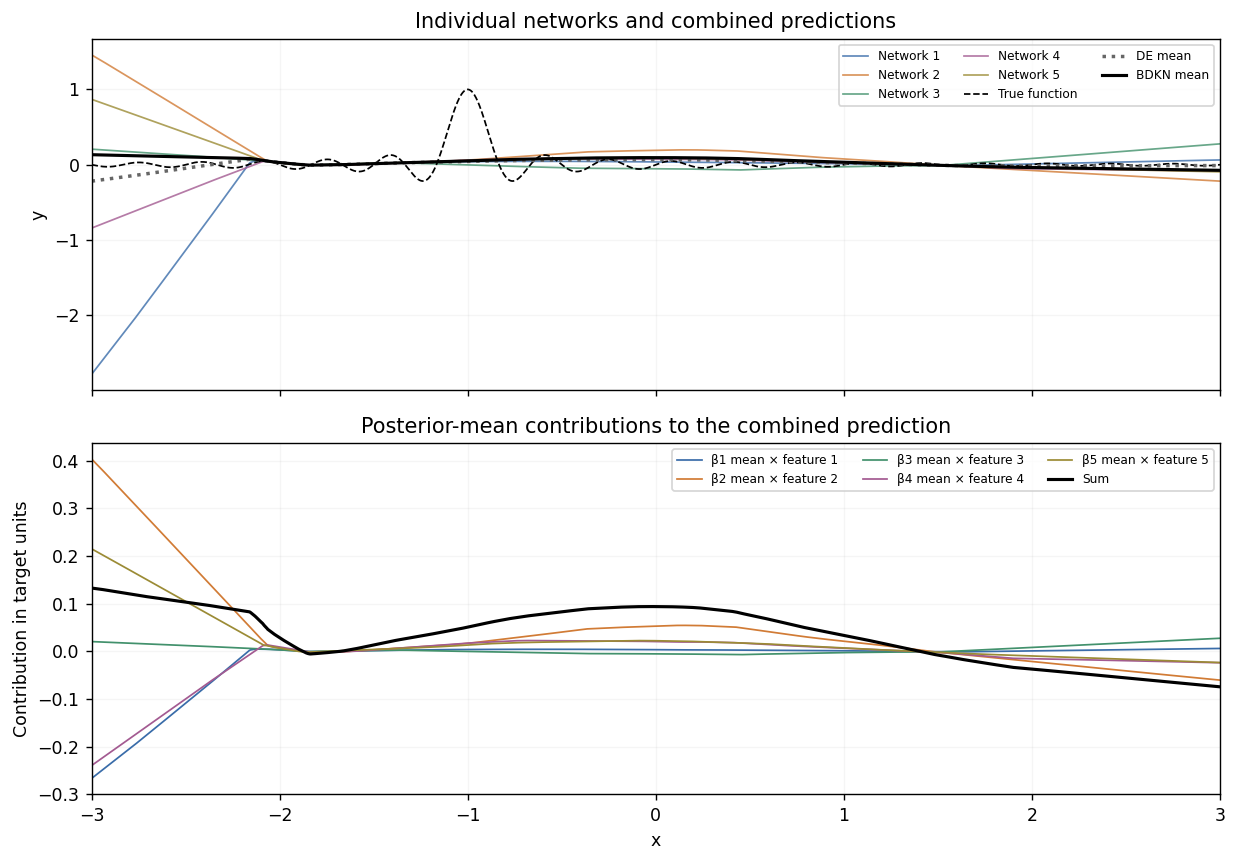 Individual networks and combined predictions
Network 1
Network 2
Network 3
Network 4
Network 5
True function
DE mean
BDKN mean
y
1
0
−1
−2
Posterior-mean contributions to the combined prediction
β1 mean × feature 1
β2 mean × feature 2
β3 mean × feature 3
β4 mean × feature 4
β5 mean × feature 5
Sum
Contribution in target units
0.4
0.3
0.2
0.1
0.0
−0.1
−0.2
−0.3
−3 −2 −1 0 1 2 3
x